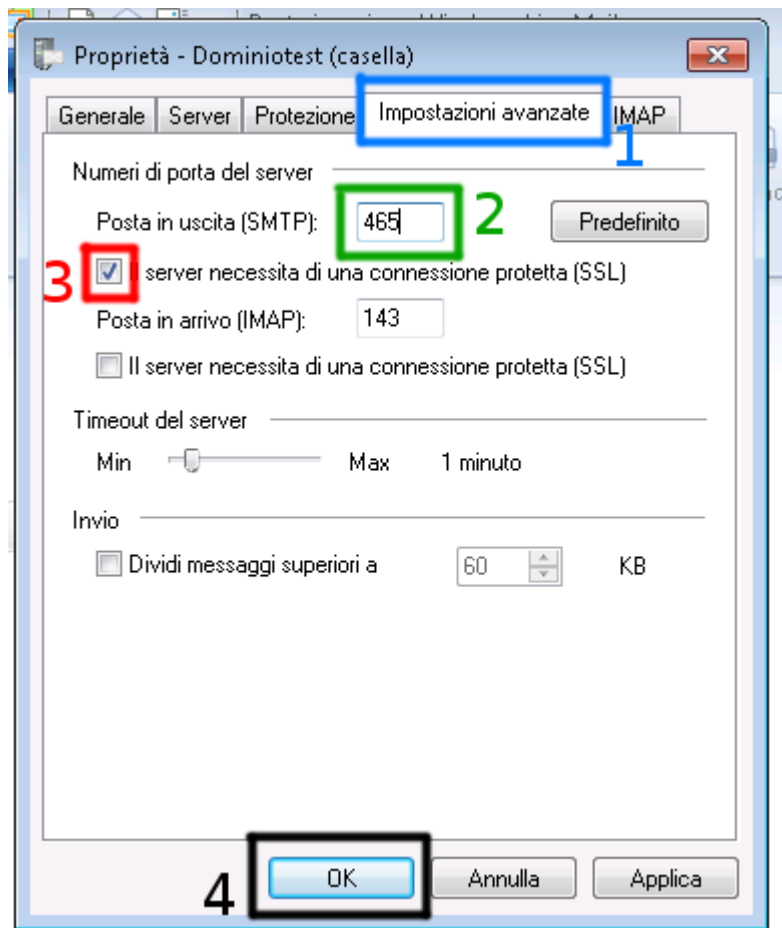 Proprietà - Dominiotest (casella)
Generale Server Protezione Impostazioni avanzate IMAP
1
Numeri di porta del server
Posta in uscita (SMTP): 465 2 Predefinito
3 Il server necessita di una connessione protetta (SSL)
Posta in arrivo (IMAP): 143
Il server necessita di una connessione protetta (SSL)
Timeout del server
Min Max 1 minuto
Invio
Dividi messaggi superiori a 60 KB
4 OK Annulla Applica